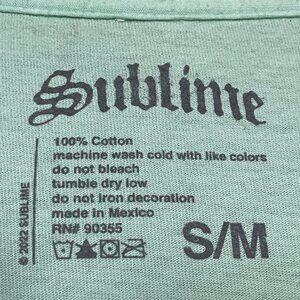 Sublime
100% Cotton
machine wash cold with like colors
do not bleach
tumble dry low
do not iron decoration
made in Mexico
RN# 90355
S/M
© 2022 SUBLIME